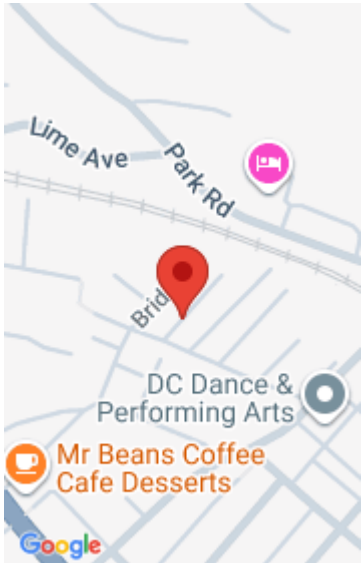 Lime Ave
Park Rd
Brid
DC Dance &
Performing Arts
Mr Beans Coffee
Cafe Desserts
Google